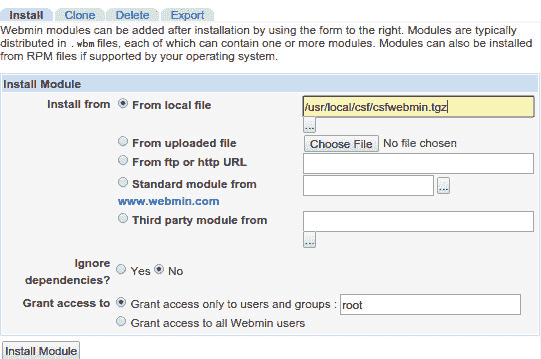 Install Clone Delete Export
Webmin modules can be added after installation by using the form to the right. Modules are typically
distributed in .wbm files, each of which can contain one or more modules. Modules can also be installed
from RPM files if supported by your operating system.
Install Module
Install from From local file /usr/local/csf/csfwebmin.tgz
...
From uploaded file Choose File No file chosen
From ftp or http URL
Standard module from ...
www.webmin.com
Third party module from
...
Ignore
dependencies? Yes No
Grant access to Grant access only to users and groups : root
Grant access to all Webmin users
Install Module